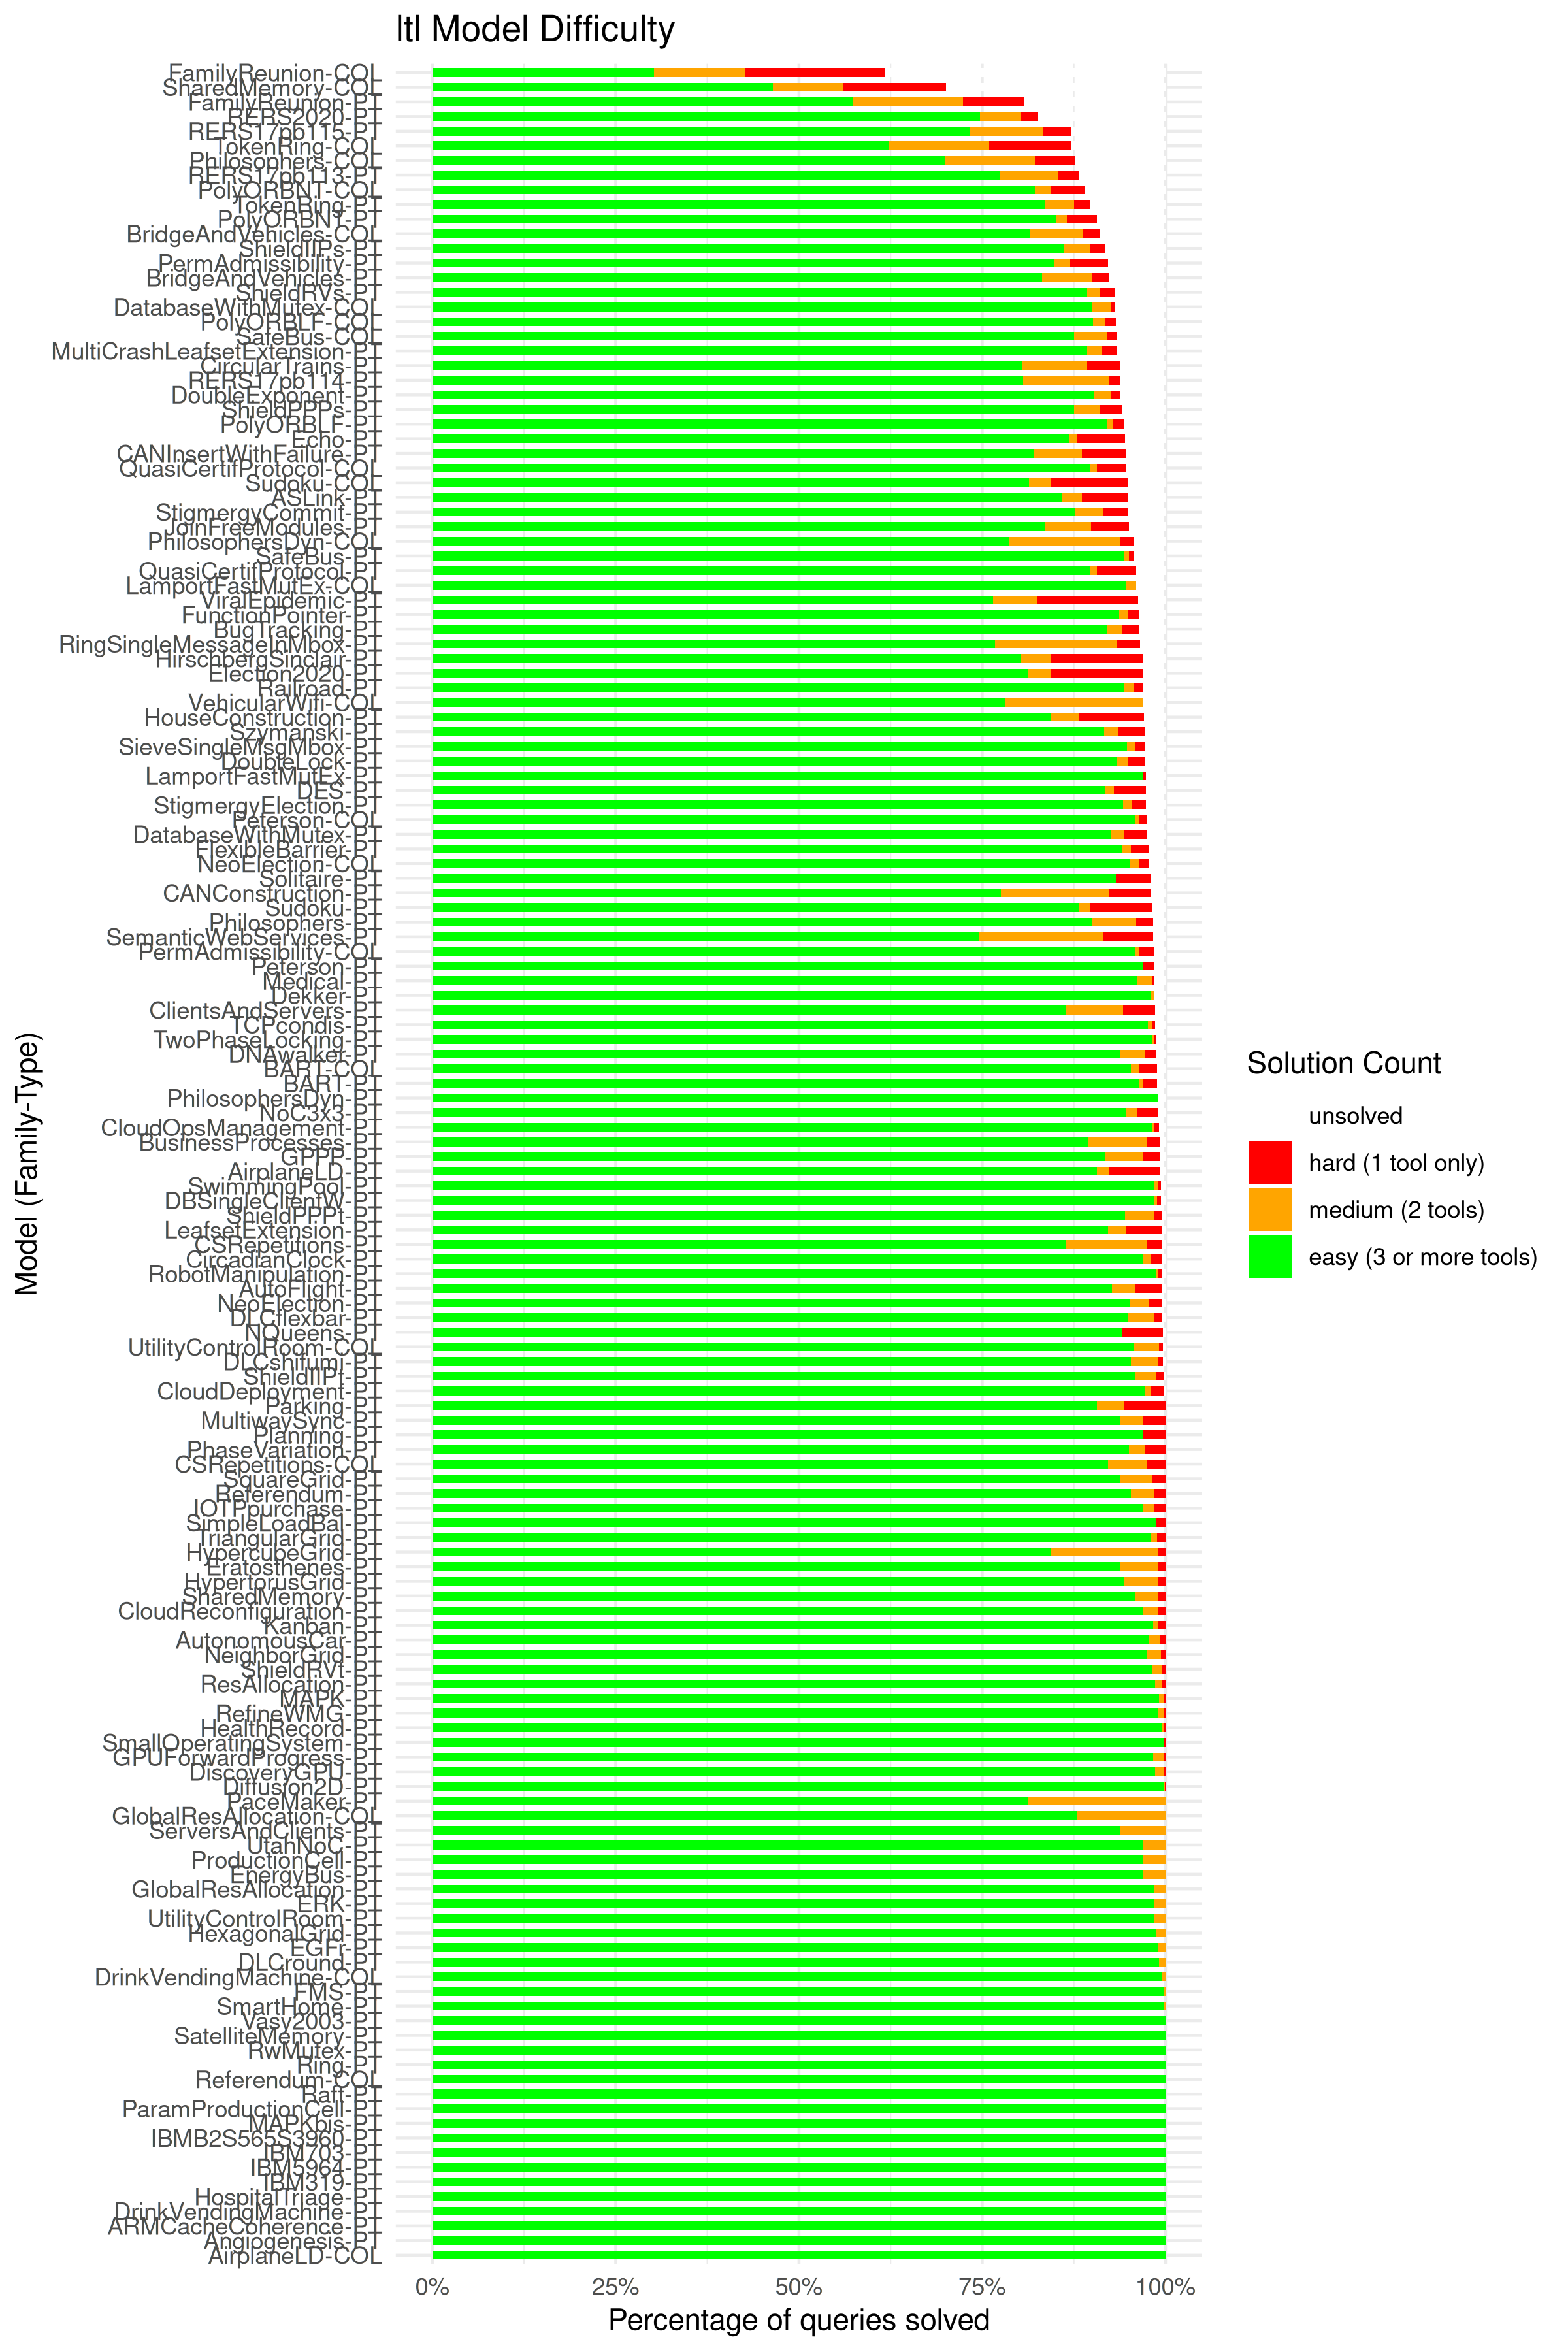 ltl Model Difficulty
FamilyReunion-COL
SharedMemory-COL
FamilyReunion-PT
RERS2020-PT
RERS17pb115-PT
TokenRing-COL
Philosophers-COL
RERS17pb113-PT
PolyORBNT-COL
TokenRing-PT
PolyORBNT-PT
BridgeAndVehicles-COL
ShieldIIPs-PT
PermAdmissibility-PT
BridgeAndVehicles-PT
ShieldRVs-PT
DatabaseWithMutex-COL
PolyORBLF-COL
SafeBus-COL
MultiCrashLeafsetExtension-PT
CircularTrains-PT
RERS17pb114-PT
DoubleExponent-PT
ShieldPPPs-PT
PolyORBLF-PT
Echo-PT
CANInsertWithFailure-PT
QuasiCertifProtocol-COL
Sudoku-COL
ASLink-PT
StigmergyCommit-PT
JoinFreeModules-PT
PhilosophersDyn-COL
SafeBus-PT
QuasiCertifProtocol-PT
LamportFastMutEx-COL
ViralEpidemic-PT
FunctionPointer-PT
BugTracking-PT
RingSingleMessageInMbox-PT
HirschbergSinclair-PT
Election2020-PT
Railroad-PT
VehicularWifi-COL
HouseConstruction-PT
Szymanski-PT
SieveSingleMsgMbox-PT
DoubleLock-PT
LamportFastMutEx-PT
DES-PT
StigmergyElection-PT
Peterson-COL
DatabaseWithMutex-PT
FlexibleBarrier-PT
NeoElection-COL
Solitaire-PT
CANConstruction-PT
Sudoku-PT
Philosophers-PT
SemanticWebServices-PT
PermAdmissibility-COL
Peterson-PT
Medical-PT
Dekker-PT
ClientsAndServers-PT
TCPcondis-PT
TwoPhaseLocking-PT
DNAwalker-PT
BART-COL
BART-PT
PhilosophersDyn-PT
NoC3x3-PT
CloudOpsManagement-PT
BusinessProcesses-PT
GPPP-PT
AirplaneLD-PT
SwimmingPool-PT
DBSingleClientW-PT
ShieldPPPt-PT
LeafsetExtension-PT
CSRepetitions-PT
CircadianClock-PT
RobotManipulation-PT
AutoFlight-PT
NeoElection-PT
DLCflexbar-PT
NQueens-PT
UtilityControlRoom-COL
DLCshifumi-PT
ShieldIIPt-PT
CloudDeployment-PT
Parking-PT
MultiwaySync-PT
Planning-PT
PhaseVariation-PT
CSRepetitions-COL
SquareGrid-PT
Referendum-PT
IOTPpurchase-PT
SimpleLoadBal-PT
TriangularGrid-PT
HypercubeGrid-PT
Eratosthenes-PT
HypertorusGrid-PT
SharedMemory-PT
CloudReconfiguration-PT
Kanban-PT
AutonomousCar-PT
NeighborGrid-PT
ShieldRVt-PT
ResAllocation-PT
MAPK-PT
RefineWMG-PT
HealthRecord-PT
SmallOperatingSystem-PT
GPUForwardProgress-PT
DiscoveryGPU-PT
Diffusion2D-PT
PaceMaker-PT
GlobalResAllocation-COL
ServersAndClients-PT
UtahNoC-PT
ProductionCell-PT
EnergyBus-PT
GlobalResAllocation-PT
ERK-PT
UtilityControlRoom-PT
HexagonalGrid-PT
EGFr-PT
DLCround-PT
DrinkVendingMachine-COL
FMS-PT
SmartHome-PT
Vasy2003-PT
SatelliteMemory-PT
RwMutex-PT
Ring-PT
Referendum-COL
Raft-PT
ParamProductionCell-PT
MAPKbis-PT
IBMB2S565S3960-PT
IBM703-PT
IBM5964-PT
IBM319-PT
HospitalTriage-PT
DrinkVendingMachine-PT
ARMCacheCoherence-PT
Angiogenesis-PT
AirplaneLD-COL
0% 25% 50% 75% 100%
Percentage of queries solved
Model (Family-Type)
Solution Count
unsolved
hard (1 tool only)
medium (2 tools)
easy (3 or more tools)